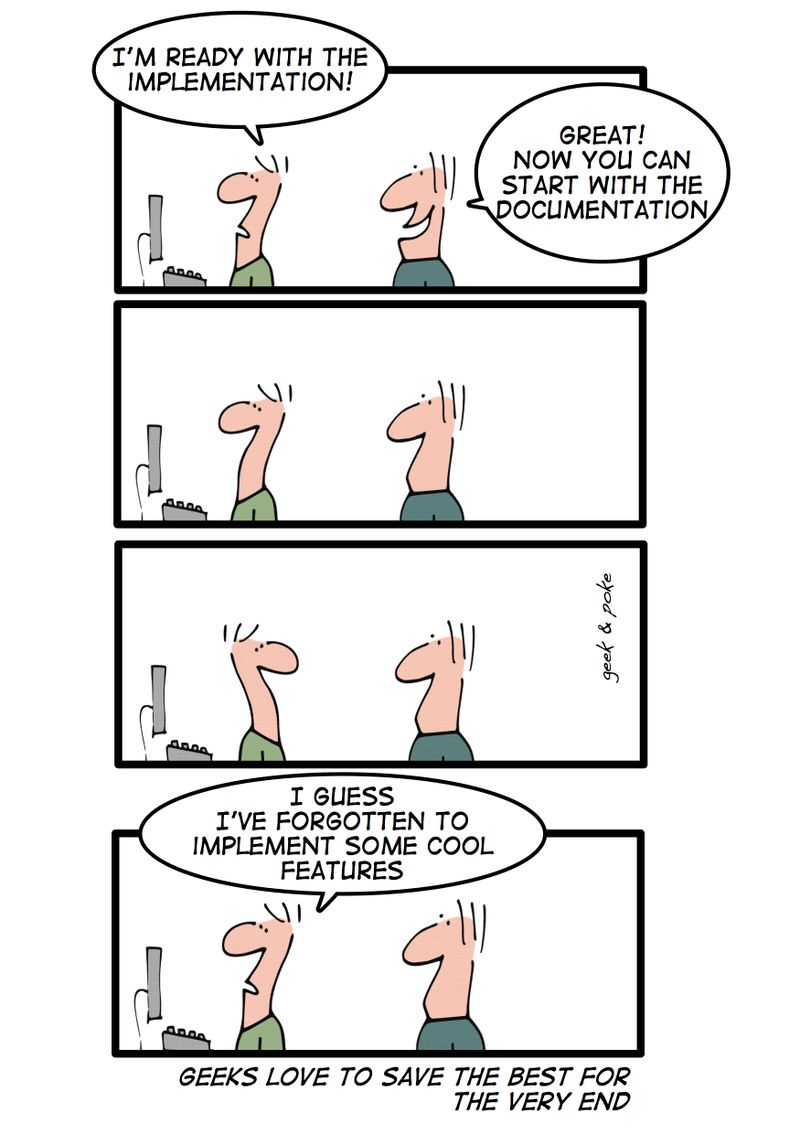 I'M READY WITH THE
IMPLEMENTATION!
GREAT!
NOW YOU CAN
START WITH THE
DOCUMENTATION
geek & poke
I GUESS
I'VE FORGOTTEN TO
IMPLEMENT SOME COOL
FEATURES
GEEKS LOVE TO SAVE THE BEST FOR
THE VERY END